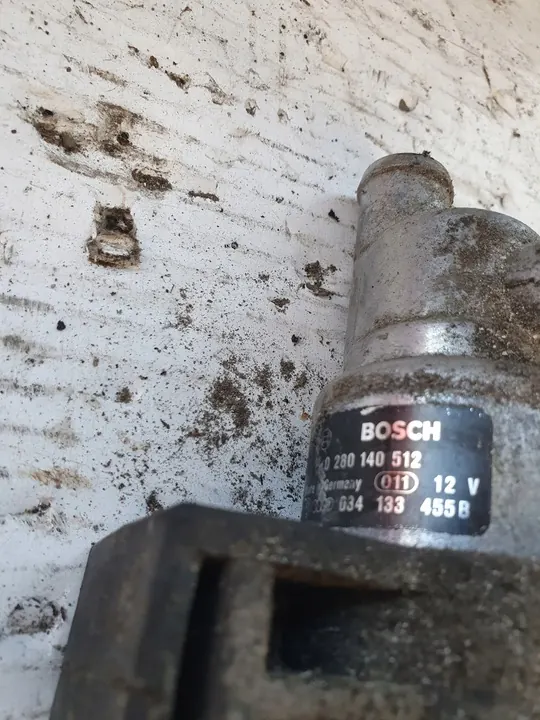 BOSCH
0 280 140 512
Germany 011 12 V
034 133 455B